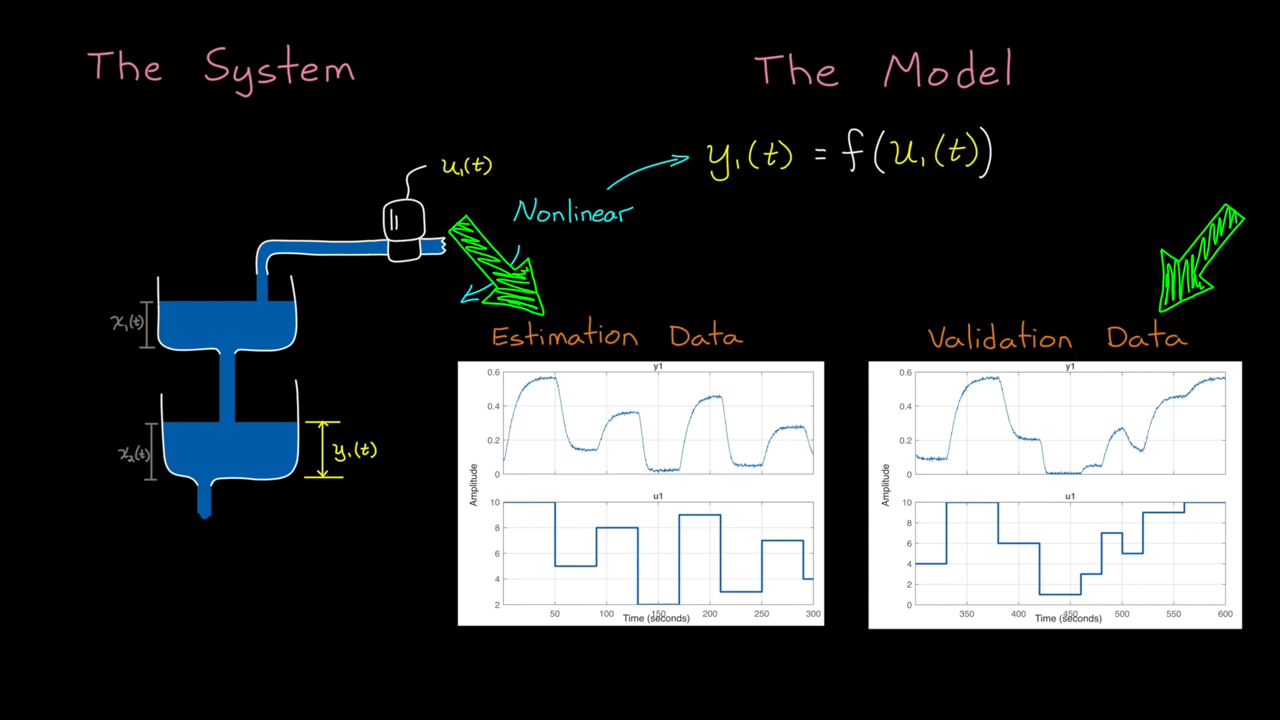 The System
The Model
u₁(t)
y₁(t) = f(u₁(t))
Nonlinear
x₁(t)
x₂(t)
y₁(t)
Estimation Data
y1
0.6
0.4
0.2
0
Amplitude
u1
10
8
6
4
2
50 100 150 200 250 300
Time (seconds)
Validation Data
y1
0.6
0.4
0.2
0
Amplitude
u1
10
8
6
4
2
0
350 400 450 500 550 600
Time (seconds)